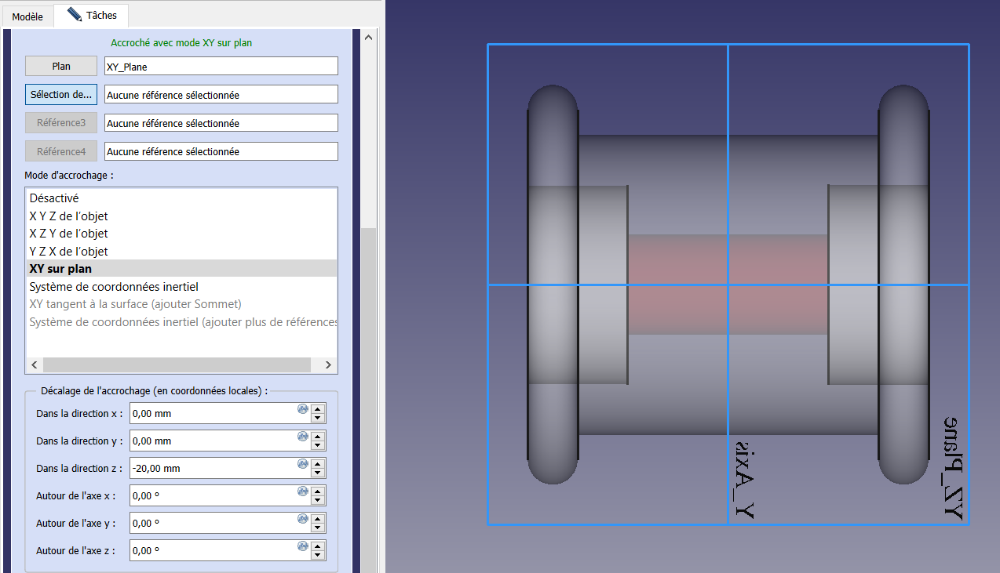 Modèle
Tâches
Accroché avec mode XY sur plan
Plan
XY_Plane
Sélection de...
Aucune référence sélectionnée
Référence3
Aucune référence sélectionnée
Référence4
Aucune référence sélectionnée
Mode d'accrochage :
Désactivé
X Y Z de l’objet
X Z Y de l’objet
Y Z X de l’objet
XY sur plan
Système de coordonnées inertiel
XY tangent à la surface (ajouter Sommet)
Système de coordonnées inertiel (ajouter plus de références
Décalage de l'accrochage (en coordonnées locales) :
Dans la direction x :
0,00 mm
Dans la direction y :
0,00 mm
Dans la direction z :
-20,00 mm
Autour de l'axe x :
0,00 °
Autour de l'axe y :
0,00 °
Autour de l'axe z :
0,00 °
Y_Axis
YZ_Plane